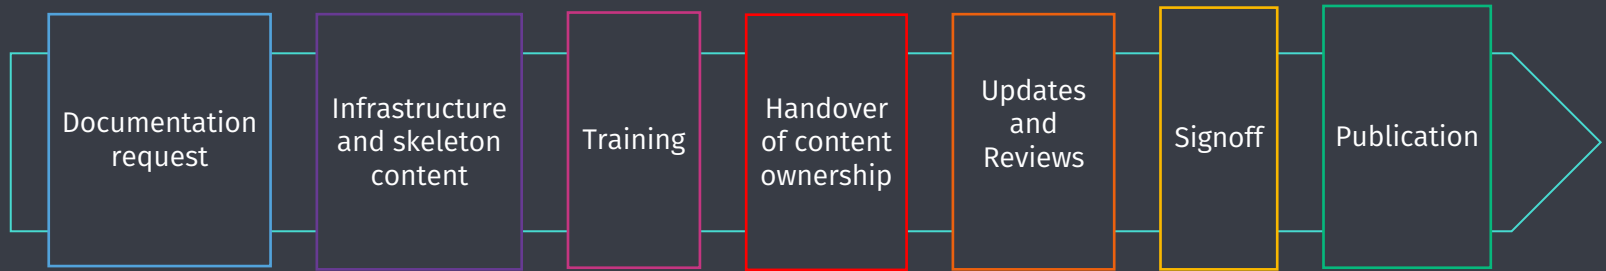 Documentation
request
Infrastructure
and skeleton
content
Training
Handover
of content
ownership
Updates
and
Reviews
Signoff
Publication